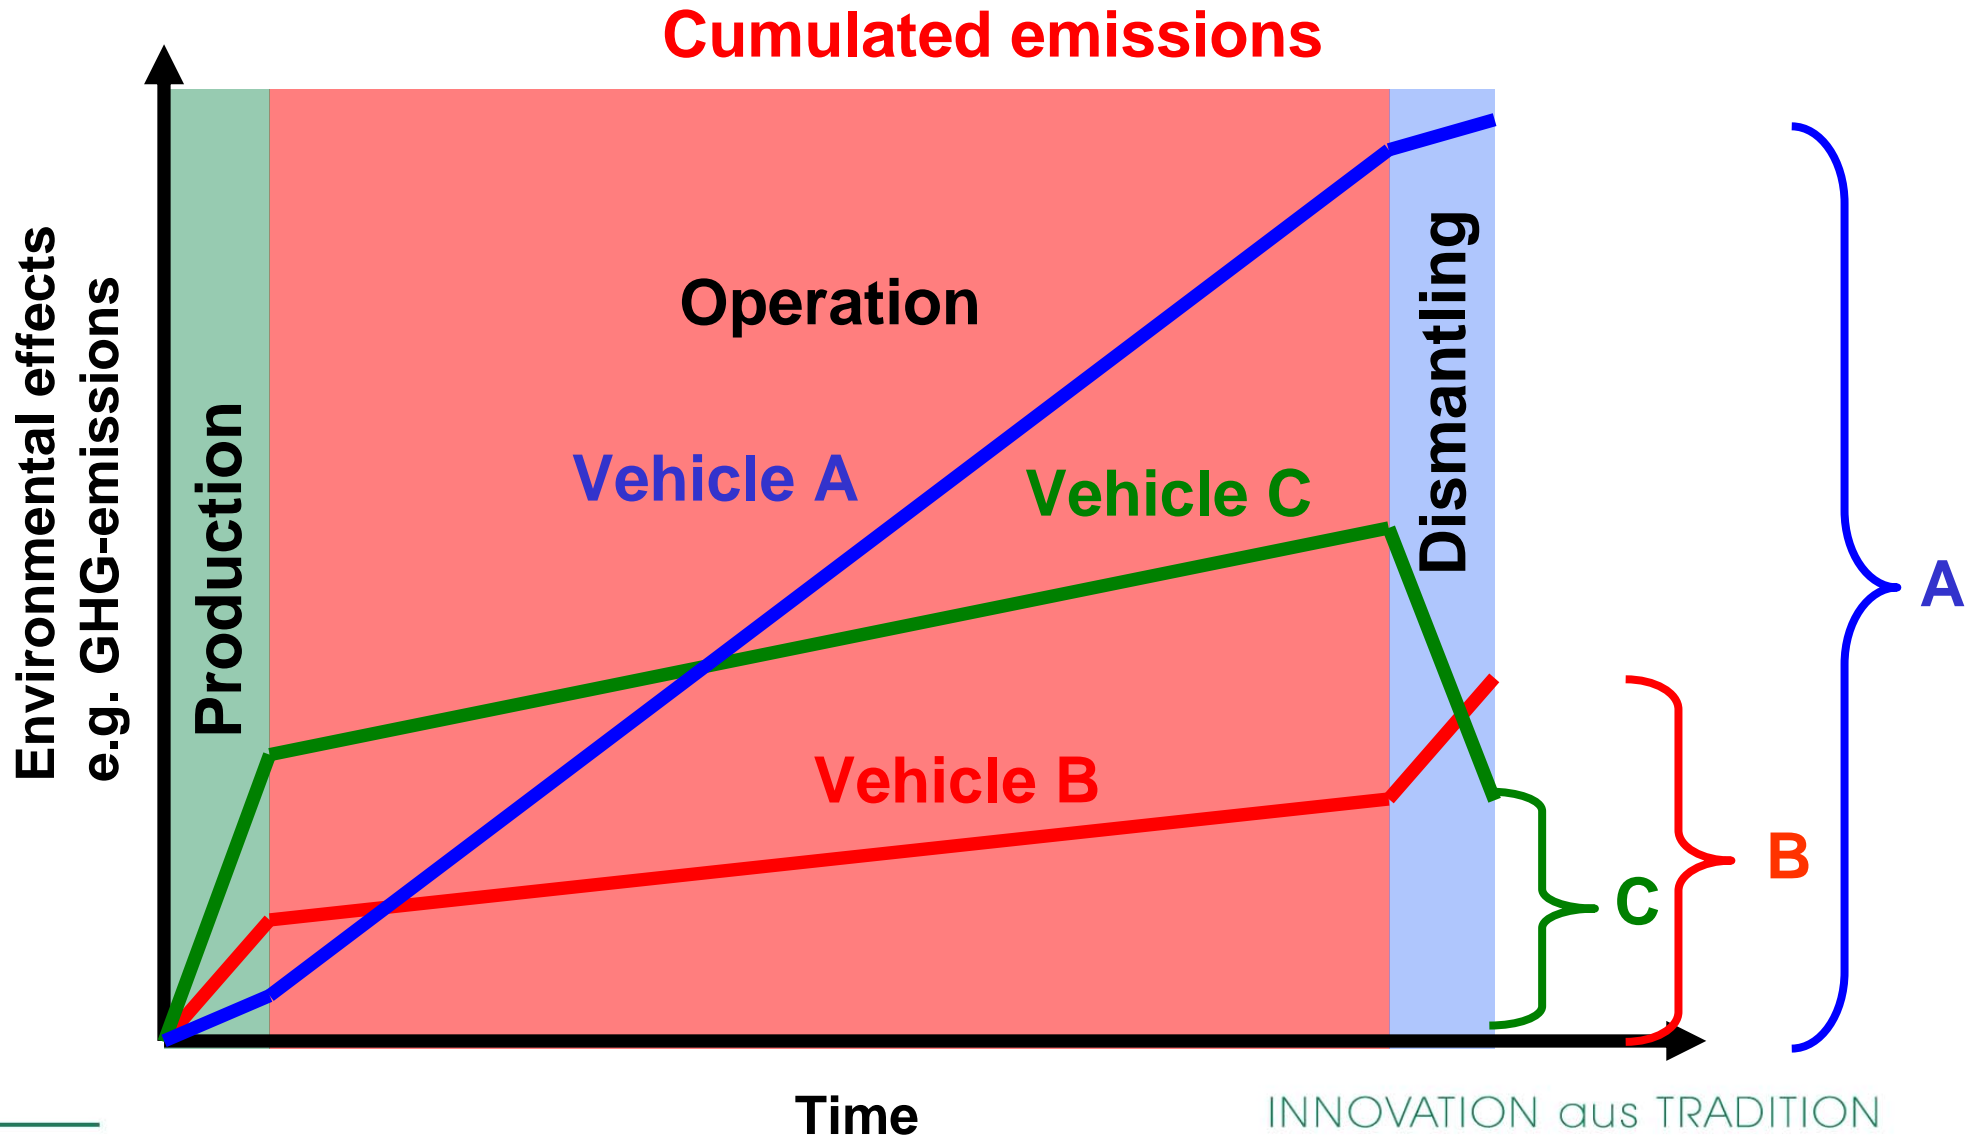 Cumulated emissions
Environmental effects
e.g. GHG-emissions
Production
Operation
Dismantling
Vehicle A
Vehicle C
Vehicle B
A
B
C
Time
INNOVATION aus TRADITION